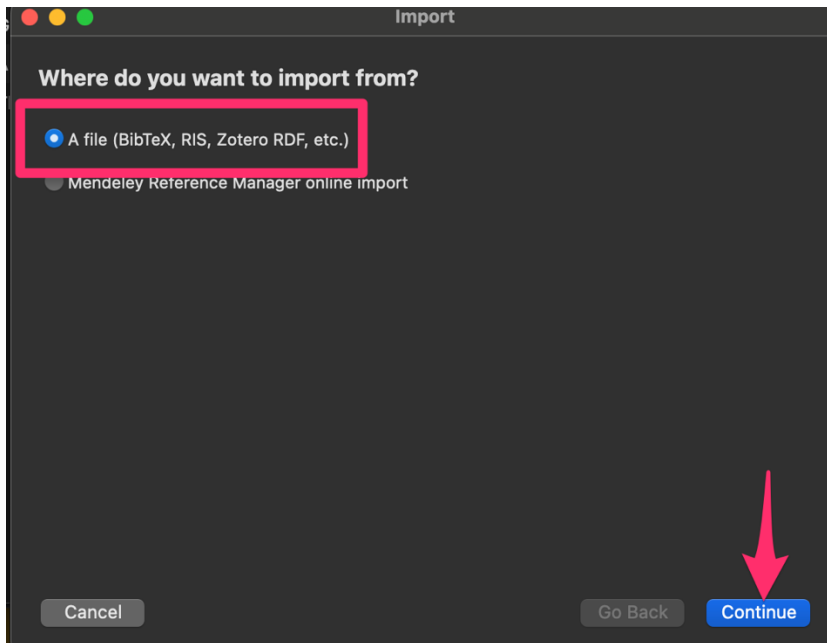 Import
Where do you want to import from?
A file (BibTeX, RIS, Zotero RDF, etc.)
Mendeley Reference Manager online import
Cancel
Go Back
Continue